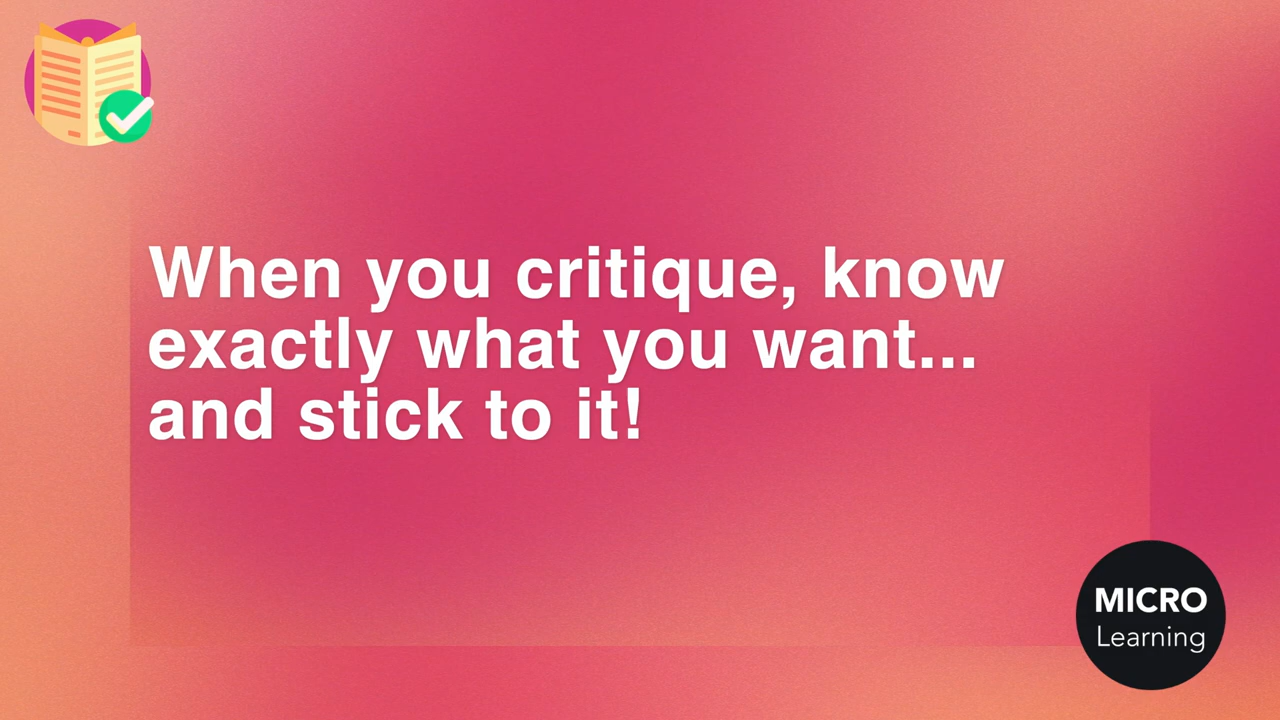 When you critique, know
exactly what you want...
and stick to it!
MICRO
Learning